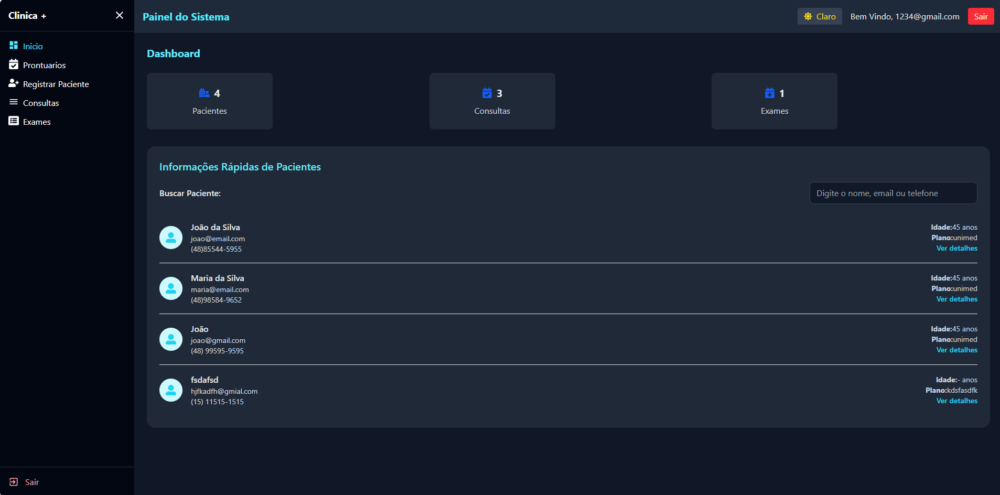 Clinica +
Inicio
Prontuarios
Registrar Paciente
Consultas
Exames
Sair
Painel do Sistema
Claro
Bem Vindo, 1234@gmail.com
Sair
Dashboard
4
Pacientes
3
Consultas
1
Exames
Informações Rápidas de Pacientes
Buscar Paciente:
Digite o nome, email ou telefone
João da Silva
joao@email.com
(48)85544-5955
Idade:45 anos
Plano:unimed
Ver detalhes
Maria da Silva
maria@email.com
(48)98584-9652
Idade:45 anos
Plano:unimed
Ver detalhes
João
joao@gmail.com
(48) 99595-9595
Idade:45 anos
Plano:unimed
Ver detalhes
fsdafsd
hjfkadfh@gmial.com
(15) 11515-1515
Idade:- anos
Plano:kdsfasdfk
Ver detalhes